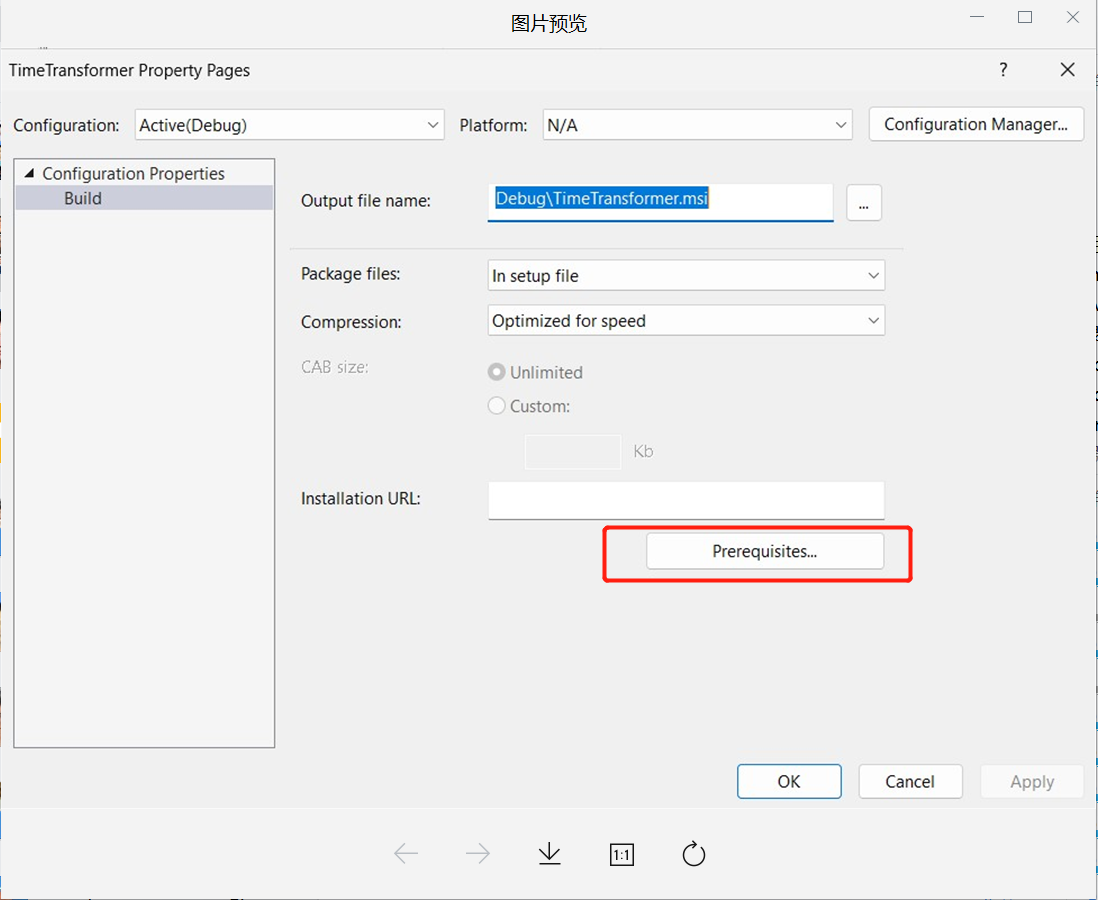 图片预览
TimeTransformer Property Pages
?
Configuration: Active(Debug) Platform: N/A Configuration Manager...
Configuration Properties
Build
Output file name: Debug\TimeTransformer.msi ...
Package files: In setup file
Compression: Optimized for speed
CAB size: Unlimited
Custom:
Kb
Installation URL:
Prerequisites...
OK Cancel Apply
1:1